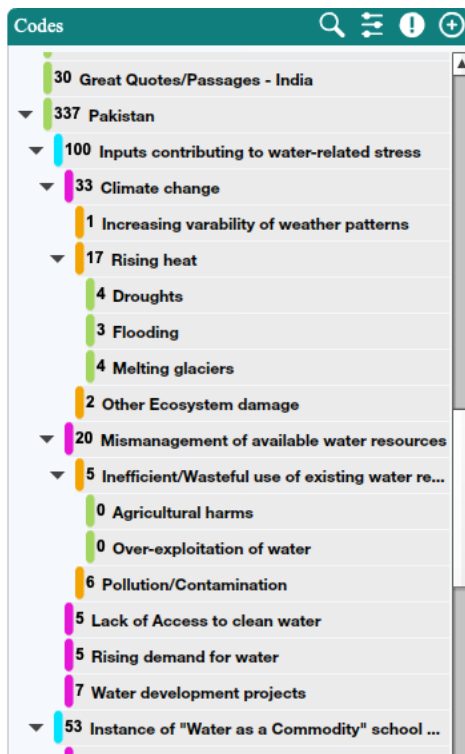 Codes
30 Great Quotes/Passages - India
337 Pakistan
100 Inputs contributing to water-related stress
33 Climate change
1 Increasing varability of weather patterns
17 Rising heat
4 Droughts
3 Flooding
4 Melting glaciers
2 Other Ecosystem damage
20 Mismanagement of available water resources
5 Inefficient/Wasteful use of existing water re...
0 Agricultural harms
0 Over-exploitation of water
6 Pollution/Contamination
5 Lack of Access to clean water
5 Rising demand for water
7 Water development projects
53 Instance of "Water as a Commodity" school ...